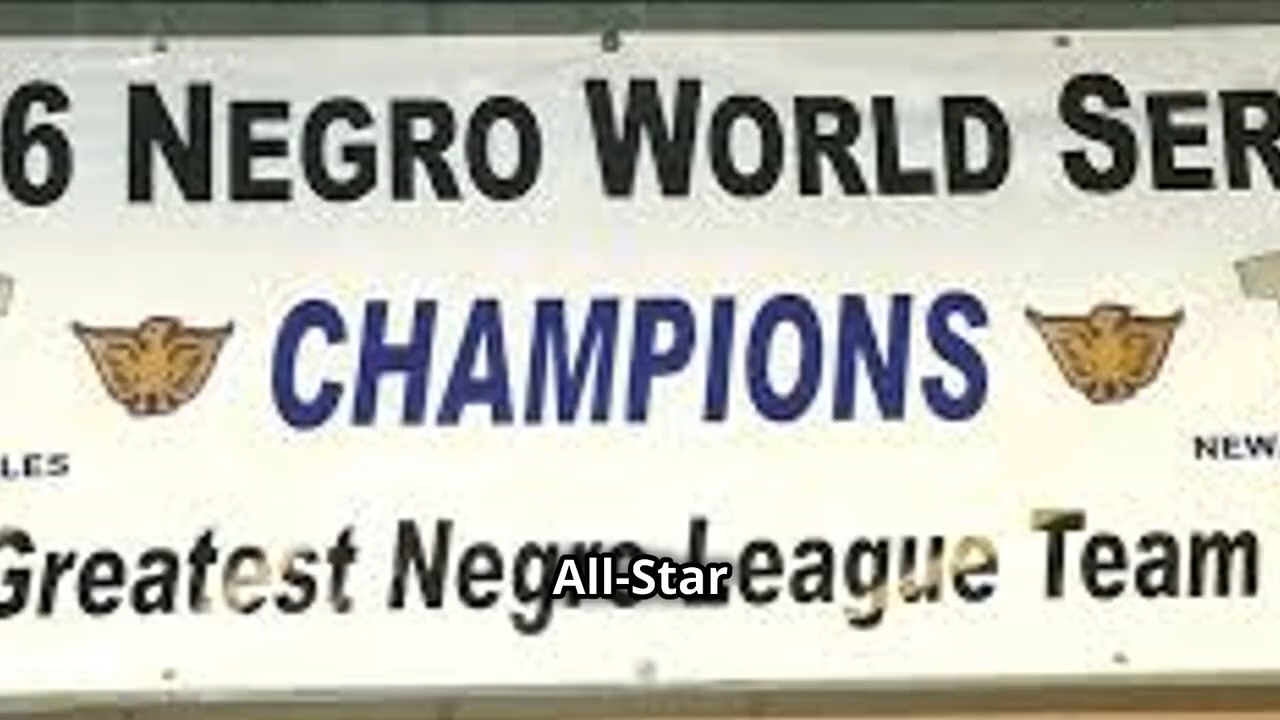 6 NEGRO WORLD SER
CHAMPIONS
LES
NEW
Greatest Negro League Team
All-Star